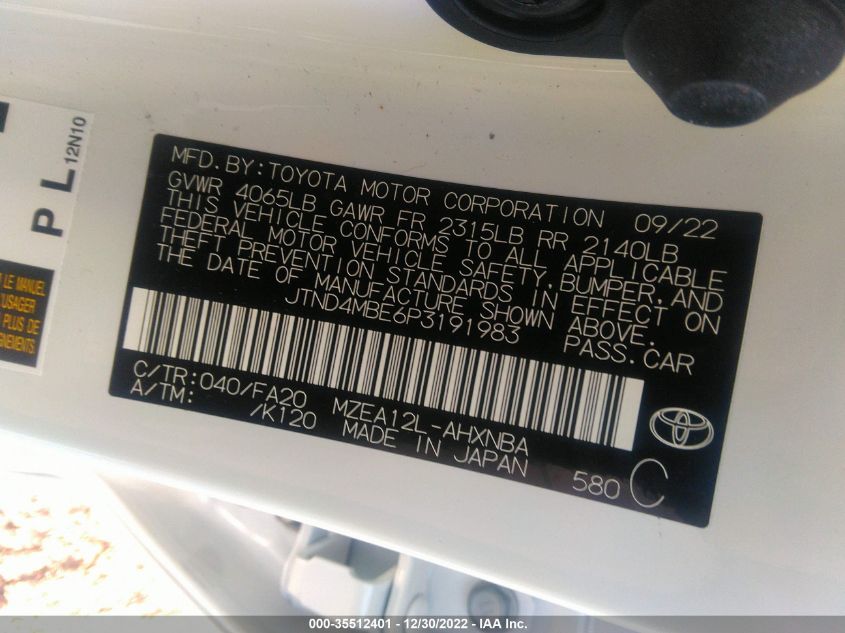 MFD. BY: TOYOTA MOTOR CORPORATION 09/22
GVWR 4065LB GAWR FR 2315LB RR 2140LB
THIS VEHICLE CONFORMS TO ALL APPLICABLE
FEDERAL MOTOR VEHICLE SAFETY, BUMPER, AND
THEFT PREVENTION STANDARDS IN EFFECT ON
THE DATE OF MANUFACTURE SHOWN ABOVE.
JTND4MBE6P3191983 PASS. CAR
C/TR: 040/FA20 MZEA12L-AHXNBA
A/TM: /K120 MADE IN JAPAN
580 C
P L 12N10
LE MANUEL
USAGER
000-35512401 - 12/30/2022 - IAA Inc.